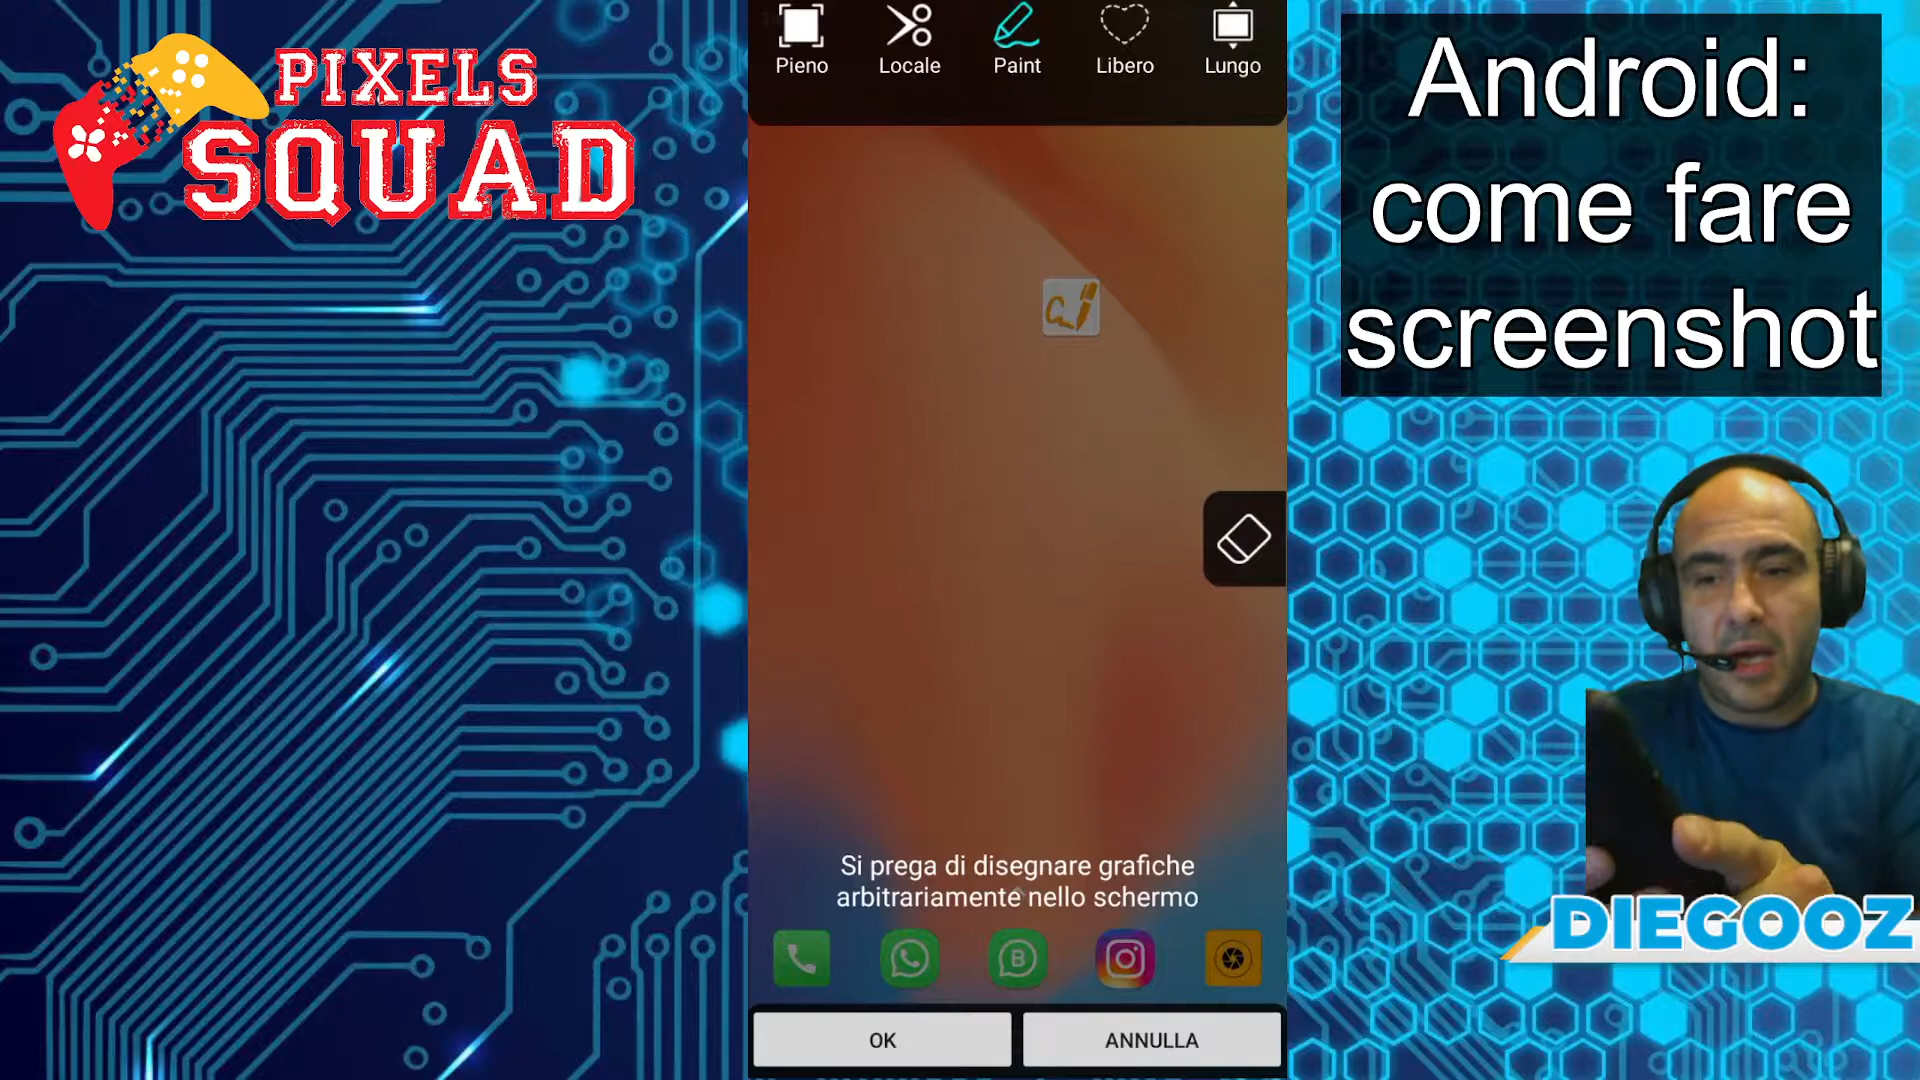 PIXELS
SQUAD
Pieno
Locale
Paint
Libero
Lungo
Android:
come fare
screenshot
Si prega di disegnare grafiche
arbitrariamente nello schermo
B
DIEGOOZ
OK
ANNULLA